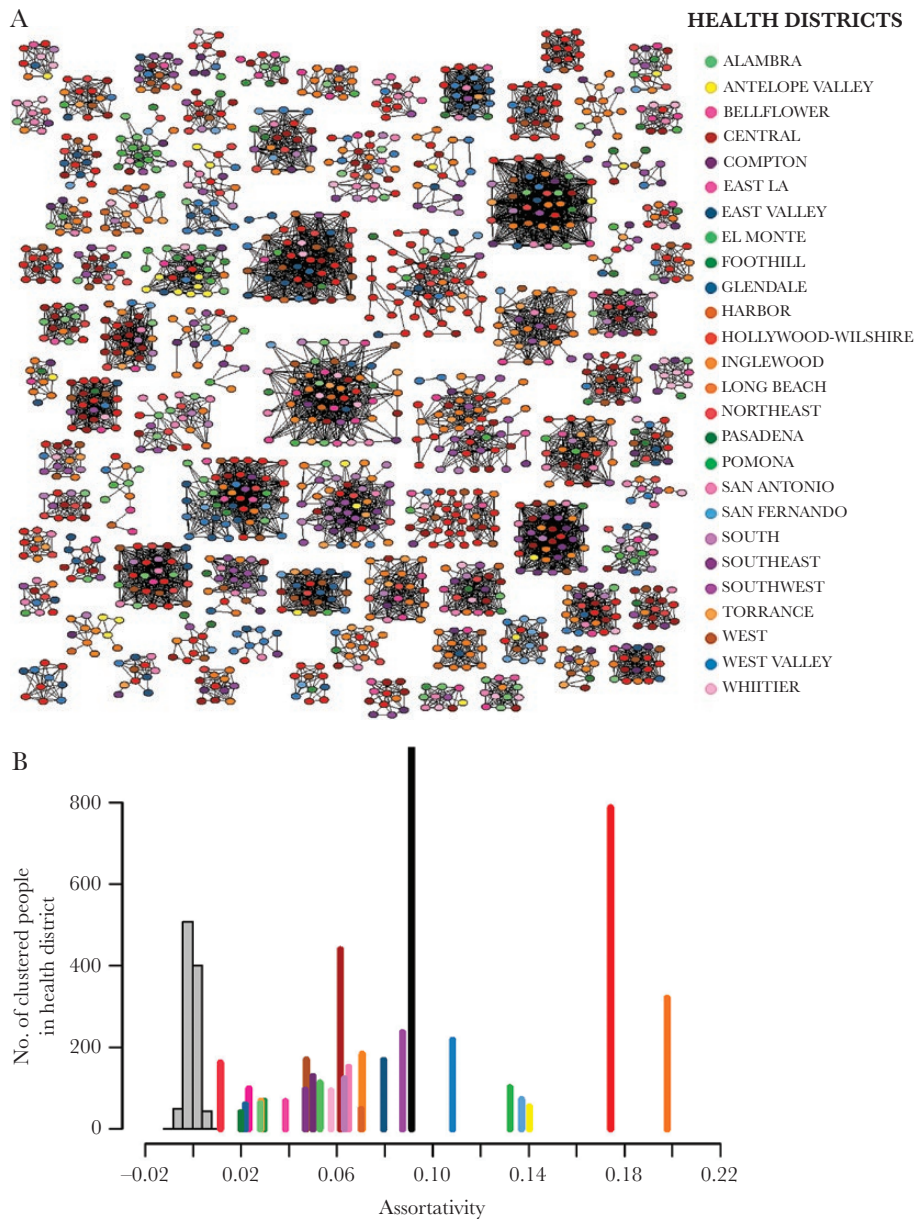 A
HEALTH DISTRICTS
ALAMBRA
ANTELOPE VALLEY
BELLFLOWER
CENTRAL
COMPTON
EAST LA
EAST VALLEY
EL MONTE
FOOTHILL
GLENDALE
HARBOR
HOLLYWOOD-WILSHIRE
INGLEWOOD
LONG BEACH
NORTHEAST
PASADENA
POMONA
SAN ANTONIO
SAN FERNANDO
SOUTH
SOUTHEAST
SOUTHWEST
TORRANCE
WEST
WEST VALLEY
WHIITIER
B
No. of clustered people
in health district
800
600
400
200
0
−0.02 0.02 0.06 0.10 0.14 0.18 0.22
Assortativity